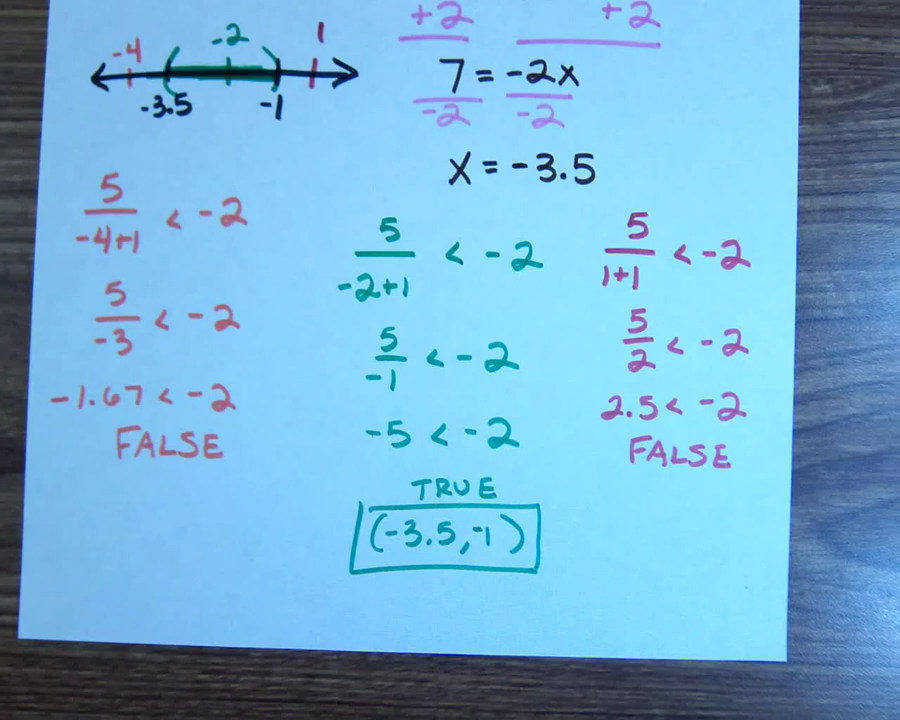 +2 +2
-4 -2 1
7 = -2x
-3.5 -1
-2 -2
x = -3.5
5/(-4+1) < -2
5/-3 < -2
-1.67 < -2
FALSE
5/(-2+1) < -2
5/-1 < -2
-5 < -2
TRUE
(-3.5,-1)
5/(1+1) < -2
5/2 < -2
2.5 < -2
FALSE